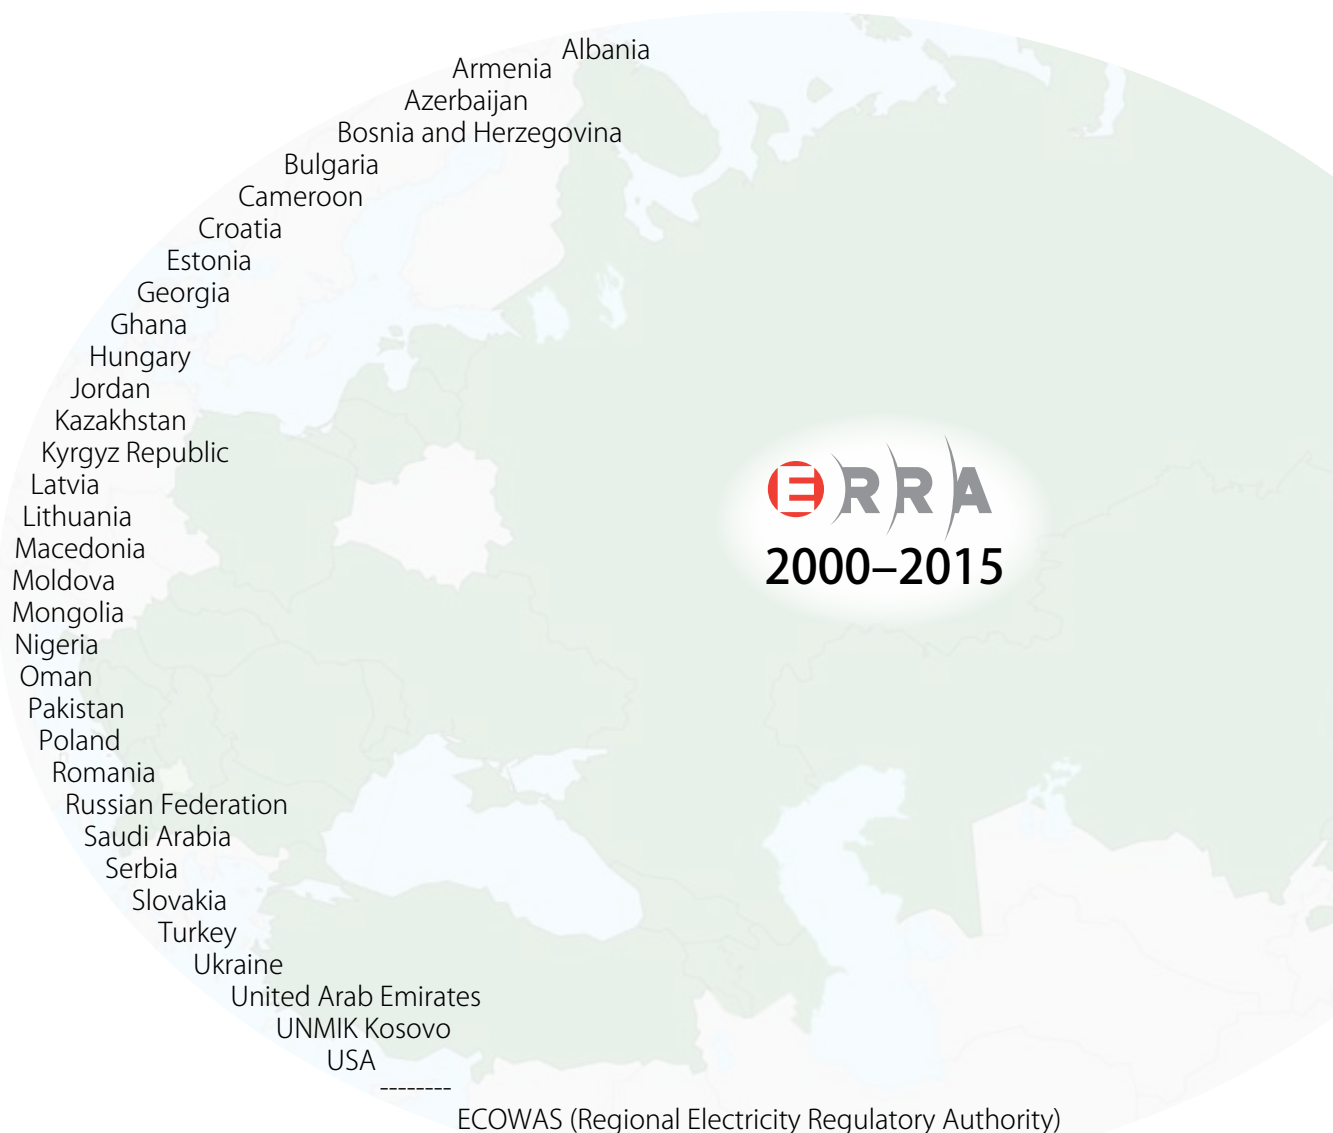 Albania
Armenia
Azerbaijan
Bosnia and Herzegovina
Bulgaria
Cameroon
Croatia
Estonia
Georgia
Ghana
Hungary
Jordan
Kazakhstan
Kyrgyz Republic
Latvia
Lithuania
Macedonia
Moldova
Mongolia
Nigeria
Oman
Pakistan
Poland
Romania
Russian Federation
Saudi Arabia
Serbia
Slovakia
Turkey
Ukraine
United Arab Emirates
UNMIK Kosovo
USA
--------
ECOWAS (Regional Electricity Regulatory Authority)
ERRA
2000–2015